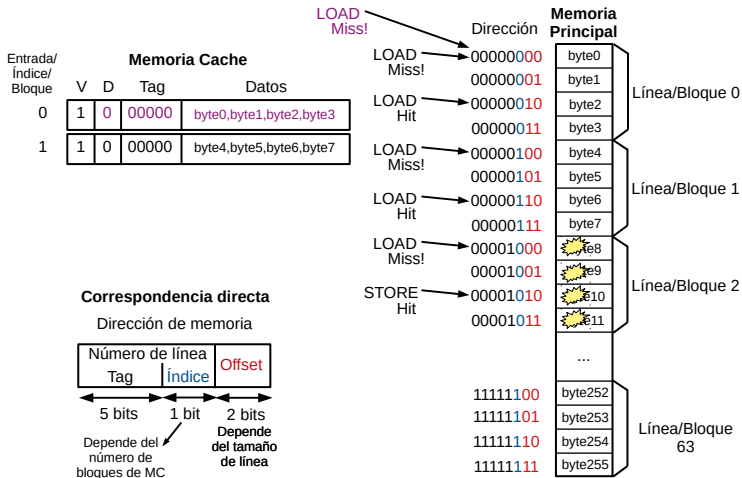 LOAD
Miss!
Memoria
Dirección
Principal
Entrada/
Índice/
Bloque
Memoria Cache
V D Tag Datos
0 1 0 00000 byte0,byte1,byte2,byte3
1 1 0 00000 byte4,byte5,byte6,byte7
LOAD
Miss!
00000000 byte0
00000001 byte1
LOAD
Hit
00000010 byte2
00000011 byte3
Línea/Bloque 0
LOAD
Miss!
00000100 byte4
00000101 byte5
LOAD
Hit
00000110 byte6
00000111 byte7
Línea/Bloque 1
LOAD
Miss!
00001000
00001001
STORE
Hit
00001010
00001011
Línea/Bloque 2
...
11111100 byte252
11111101 byte253
11111110 byte254
11111111 byte255
Línea/Bloque
63
Correspondencia directa
Dirección de memoria
Número de línea
Tag Índice Offset
5 bits 1 bit 2 bits
Depende del
número de
bloques de MC
Depende
del tamaño
de línea